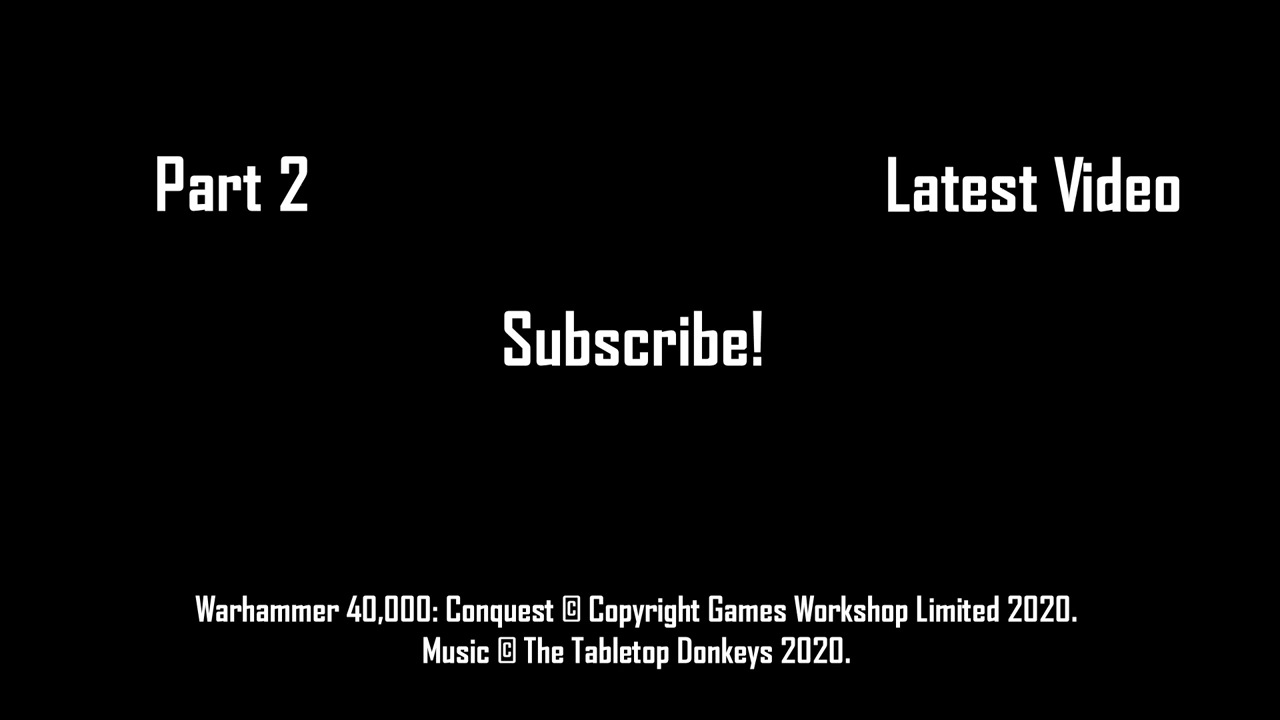 Part 2
Latest Video
Subscribe!
Warhammer 40,000: Conquest © Copyright Games Workshop Limited 2020.
Music © The Tabletop Donkeys 2020.